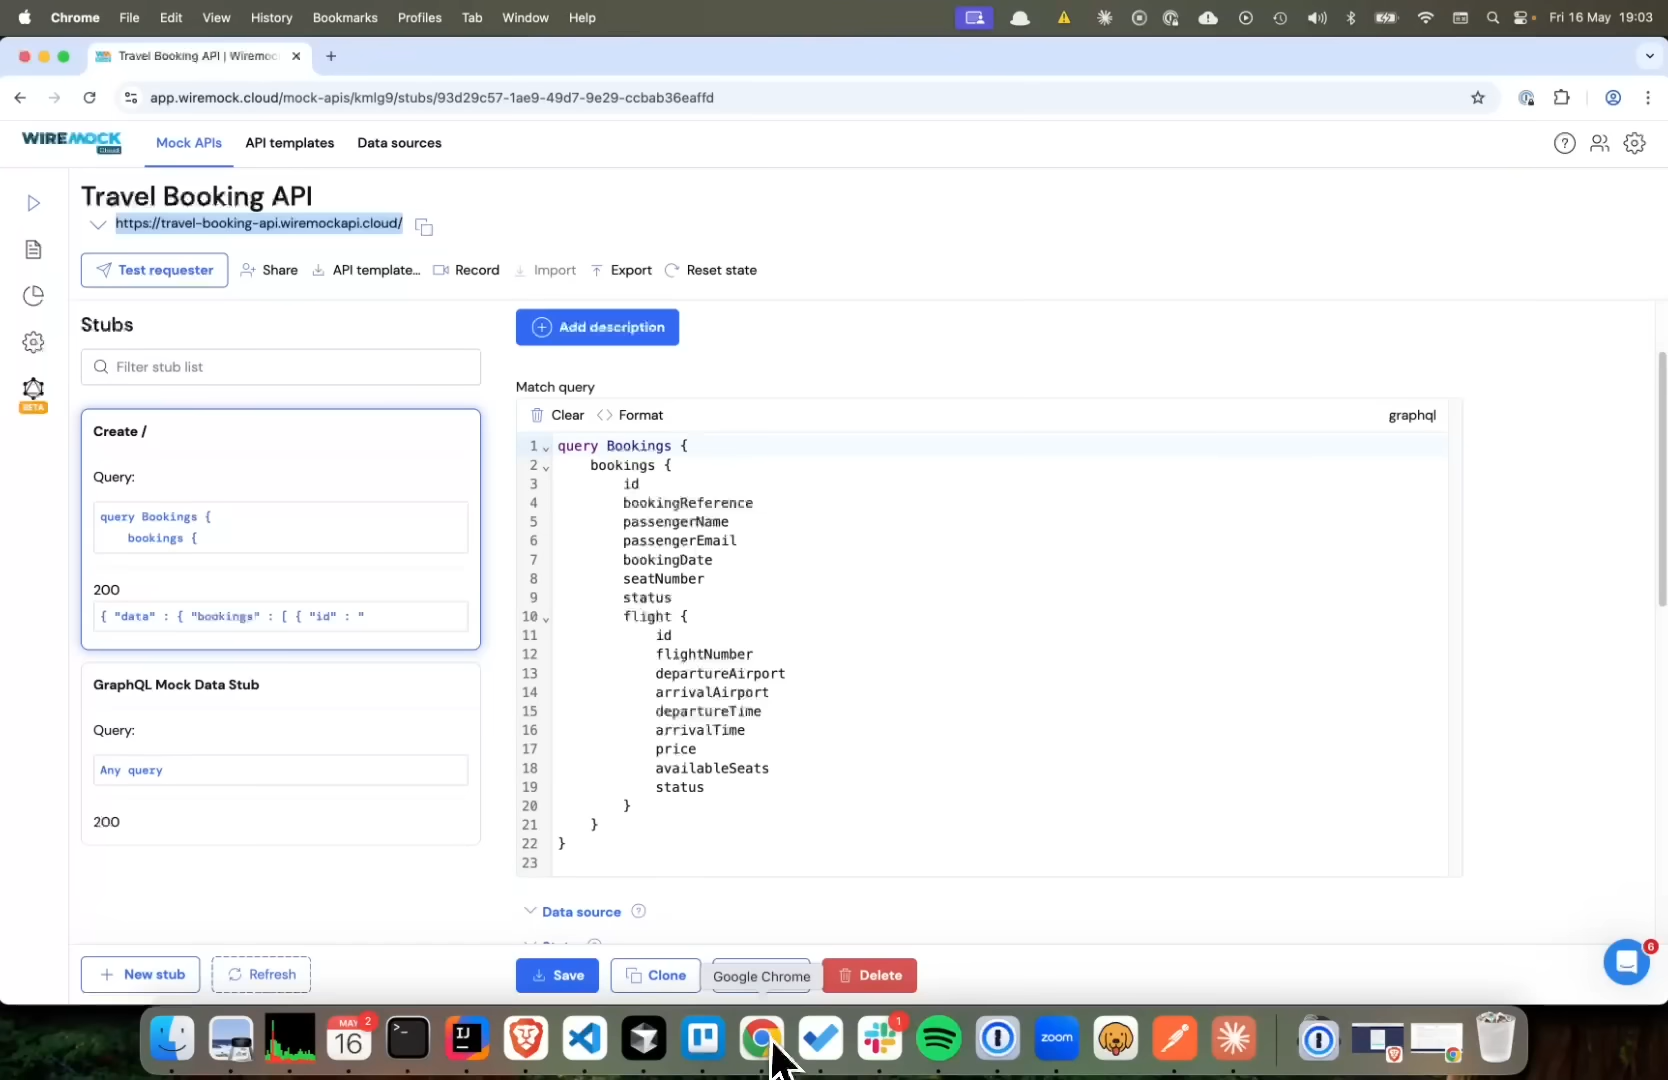 Chrome File Edit View History Bookmarks Profiles Tab Window Help Fri 16 May 19:03
Travel Booking API | Wiremoc
app.wiremock.cloud/mock-apis/kmlg9/stubs/93d29c57-1ae9-49d7-9e29-ccbab36eaffd
WIREMOCK Cloud Mock APIs API templates Data sources
Travel Booking API
https://travel-booking-api.wiremockapi.cloud/
Test requester Share API template... Record Import Export Reset state
Stubs
Filter stub list
Create /
Query:
query Bookings {
bookings {
200
{ "data" : { "bookings" : [ { "id" : "
GraphQL Mock Data Stub
Query:
Any query
200
New stub Refresh
BETA
Add description
Match query
Clear Format graphql
1 query Bookings {
2 bookings {
3 id
4 bookingReference
5 passengerName
6 passengerEmail
7 bookingDate
8 seatNumber
9 status
10 flight {
11 id
12 flightNumber
13 departureAirport
14 arrivalAirport
15 departureTime
16 arrivalTime
17 price
18 availableSeats
19 status
20 }
21 }
22 }
23
Data source
Save Clone Google Chrome Delete
6
MAY 2
16
IJ
1
zoom